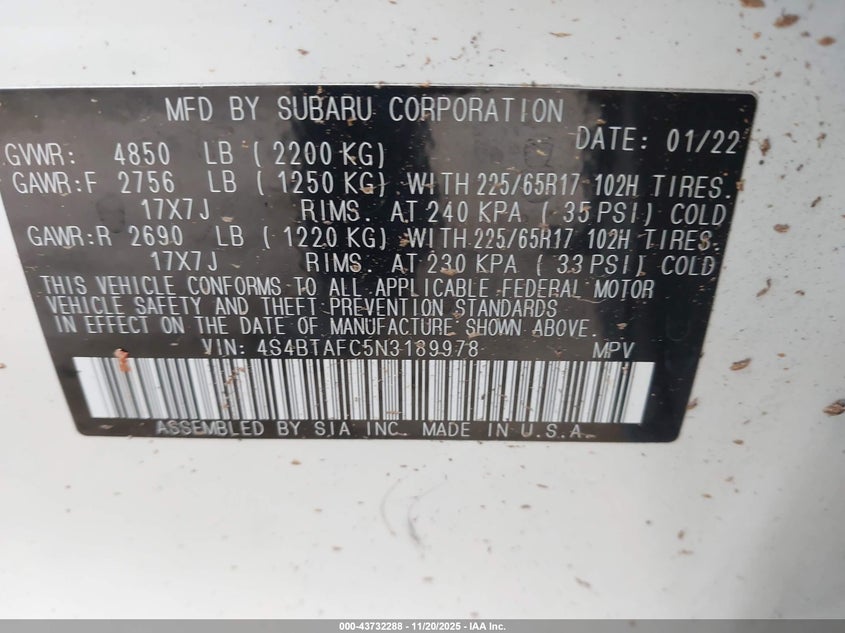 MFD BY SUBARU CORPORATION
DATE: 01/22
GVWR: 4850 LB ( 2200 KG)
GAWR:F 2756 LB ( 1250 KG) WITH 225/65R17 102H TIRES.
17X7J RIMS. AT 240 KPA ( 35 PSI) COLD
GAWR:R 2690 LB ( 1220 KG) WITH 225/65R17 102H TIRES.
17X7J RIMS. AT 230 KPA ( 33 PSI) COLD
THIS VEHICLE CONFORMS TO ALL APPLICABLE FEDERAL MOTOR
VEHICLE SAFETY AND THEFT PREVENTION STANDARDS
IN EFFECT ON THE DATE OF MANUFACTURE SHOWN ABOVE.
VIN: 4S4BTAFC5N3189978 MPV
ASSEMBLED BY SIA INC. MADE IN U.S.A.
000-43732288 - 11/20/2025 - IAA Inc.